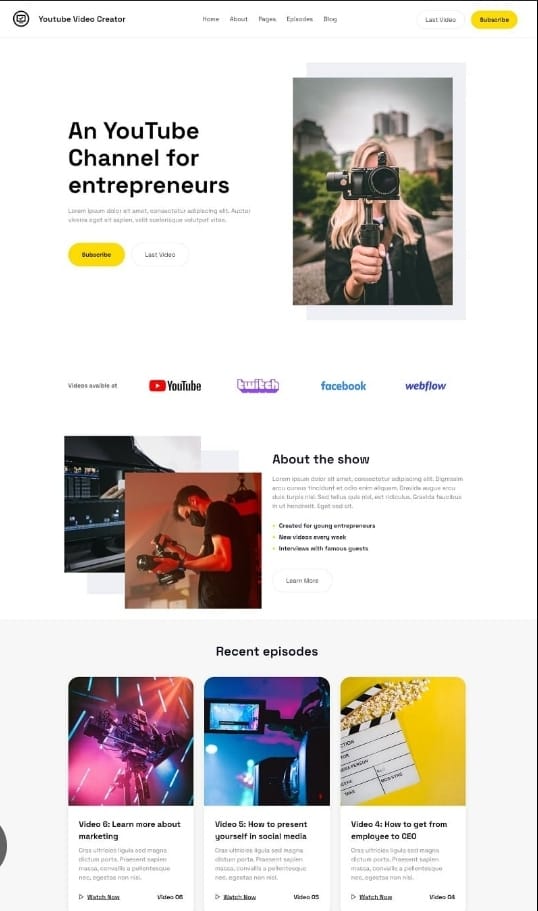 Youtube Video Creator
Home About Pages Episodes Blog
Last Video
Subscribe
An YouTube
Channel for
entrepreneurs
Lorem ipsum dolor sit amet, consectetur adipiscing elit. Auctor
viverra eget sit sapien, velit scelerisque volutpat vitae.
Subscribe
Last Video
Videos avaible at
YouTube
twitch
facebook
webflow
About the show
Lorem ipsum dolor sit amet, consectetur adipiscing elit. Dignissim
arcu cursus tincidunt et odio enim aliquam. Gravida augue arcu
duis turpis nisl. Sed tellus quis nisl, est ridiculus. Gravida faucibus
in ut hendrerit. Eget sed sit.
Created for young entrepreneurs
New videos every week
Interviews with famous guests
Learn More
Recent episodes
Video 6: Learn more about
marketing
Cras ultricies ligula sed magna
dictum porta. Praesent sapien
massa, convallis a pellentesque
nec, egestas non nisi.
Watch Now
Video 06
Video 5: How to present
yourself in social media
Cras ultricies ligula sed magna
dictum porta. Praesent sapien
massa, convallis a pellentesque
nec, egestas non nisi.
Watch Now
Video 05
Video 4: How to get from
employee to CEO
Cras ultricies ligula sed magna
dictum porta. Praesent sapien
massa, convallis a pellentesque
nec, egestas non nisi.
Watch Now
Video 04